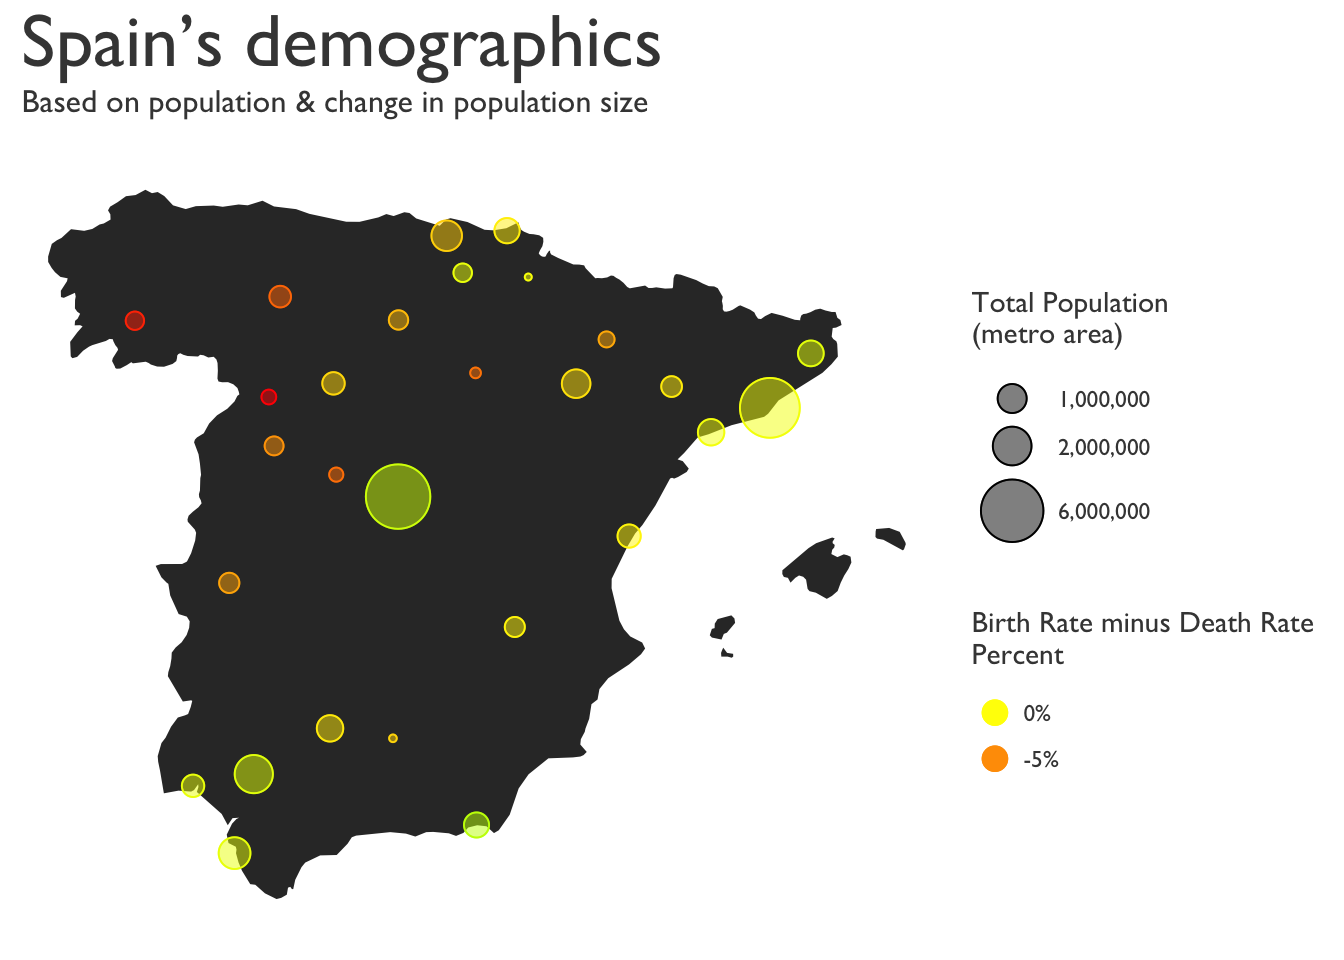 Spain’s demographics
Based on population & change in population size
Total Population
(metro area)
1,000,000
2,000,000
6,000,000
Birth Rate minus Death Rate
Percent
0%
-5%